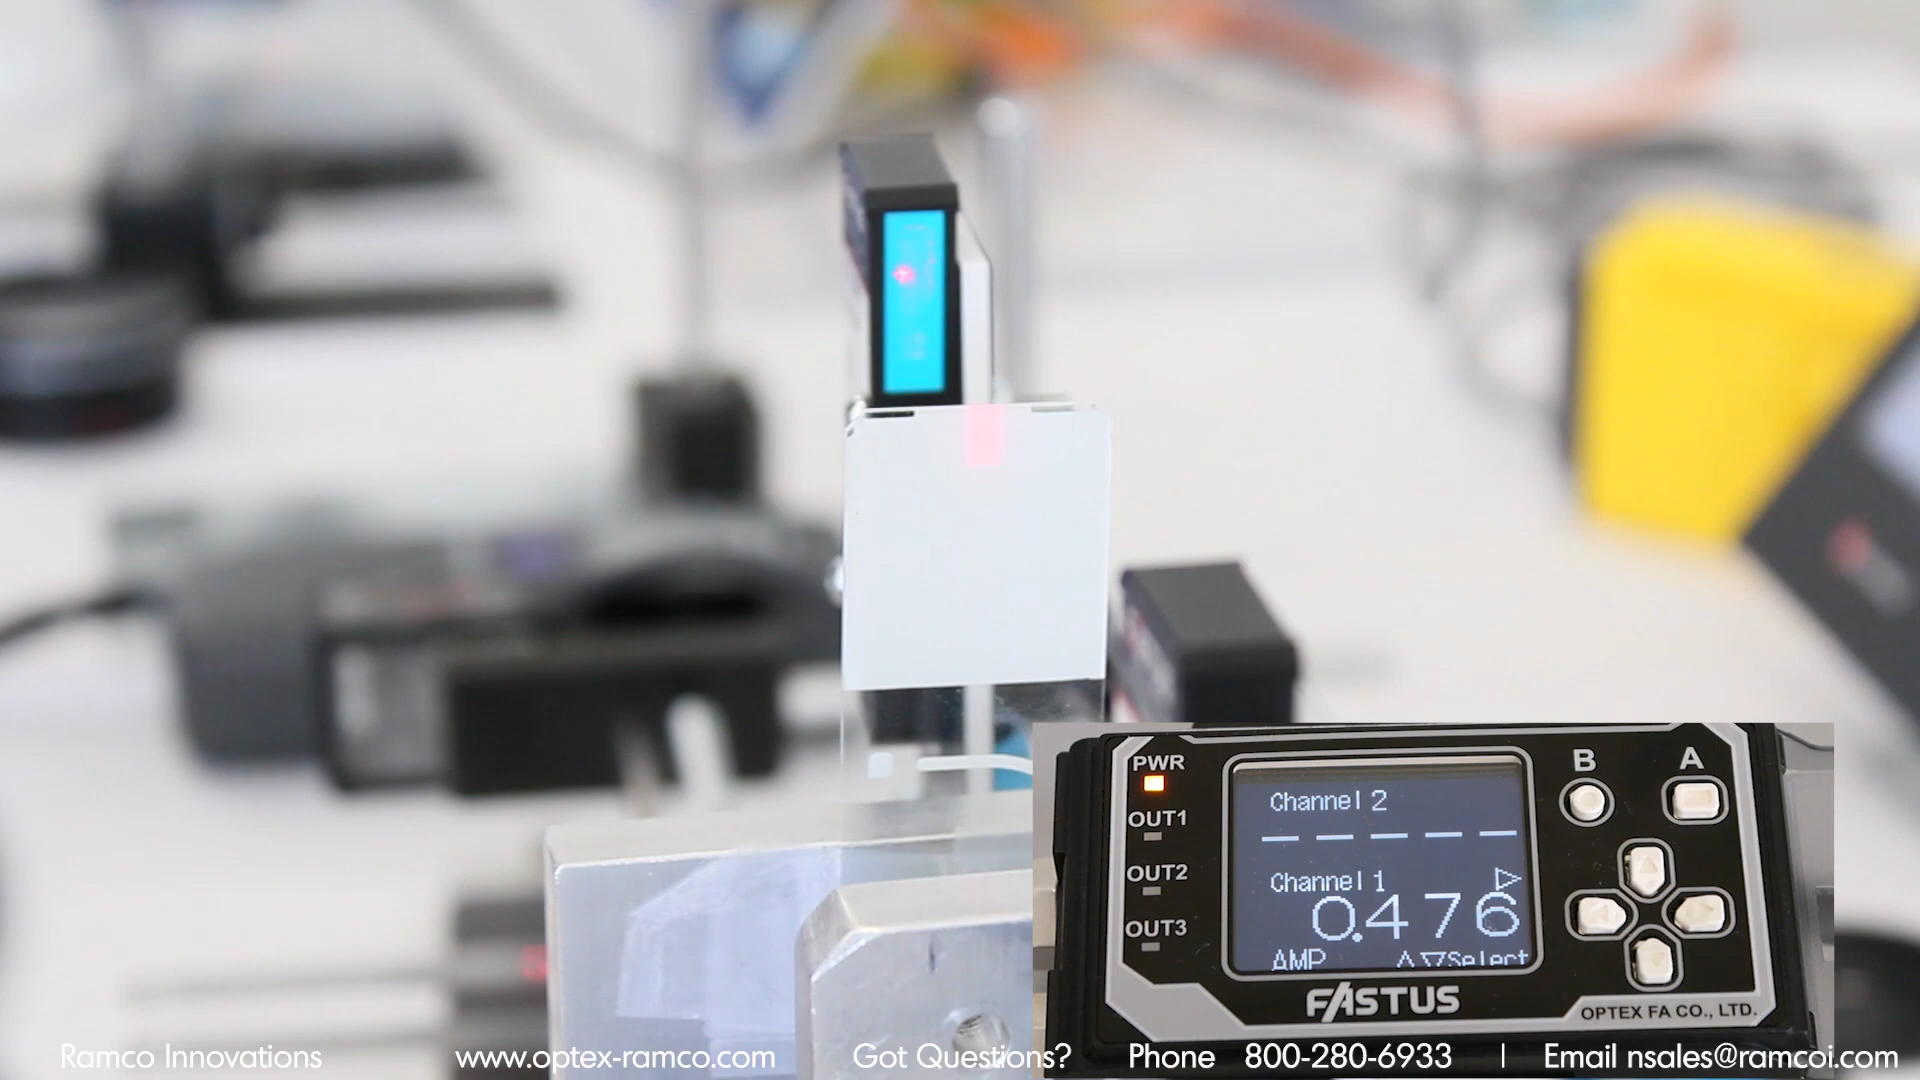 PWR
OUT1
OUT2
OUT3
B
A
Channel 2
— — — — —
Channel 1 ▷
0.476
AMP △▽Select
FASTUS
OPTEX FA CO., LTD.
Ramco Innovations www.optex-ramco.com Got Questions? Phone 800-280-6933 | Email nsales@ramcoi.com